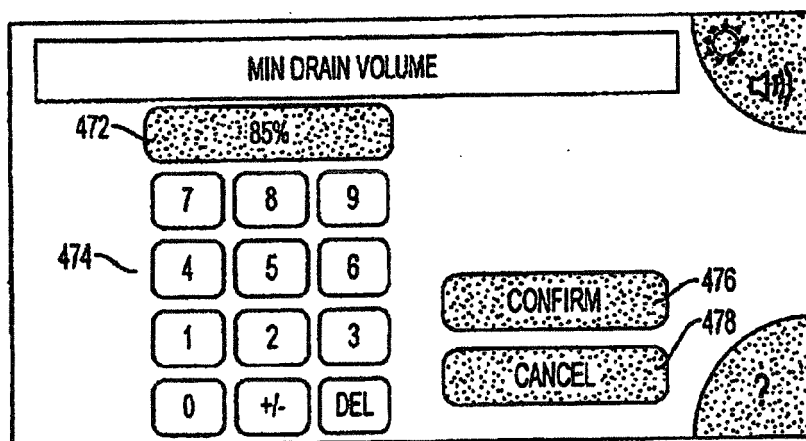 MIN DRAIN VOLUME
472
85%
7 8 9
474
4 5 6
476
CONFIRM
1 2 3
478
CANCEL
0 +/- DEL
?